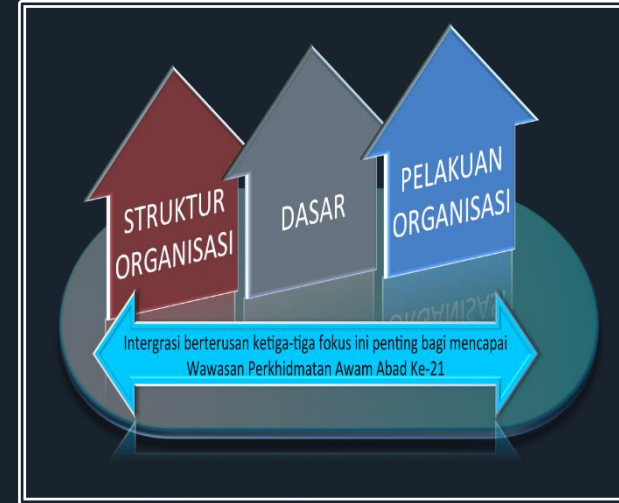 STRUKTUR
ORGANISASI
DASAR
PELAKUAN
ORGANISASI
Intergrasi berterusan ketiga-tiga fokus ini penting bagi mencapai
Wawasan Perkhidmatan Awam Abad Ke-21